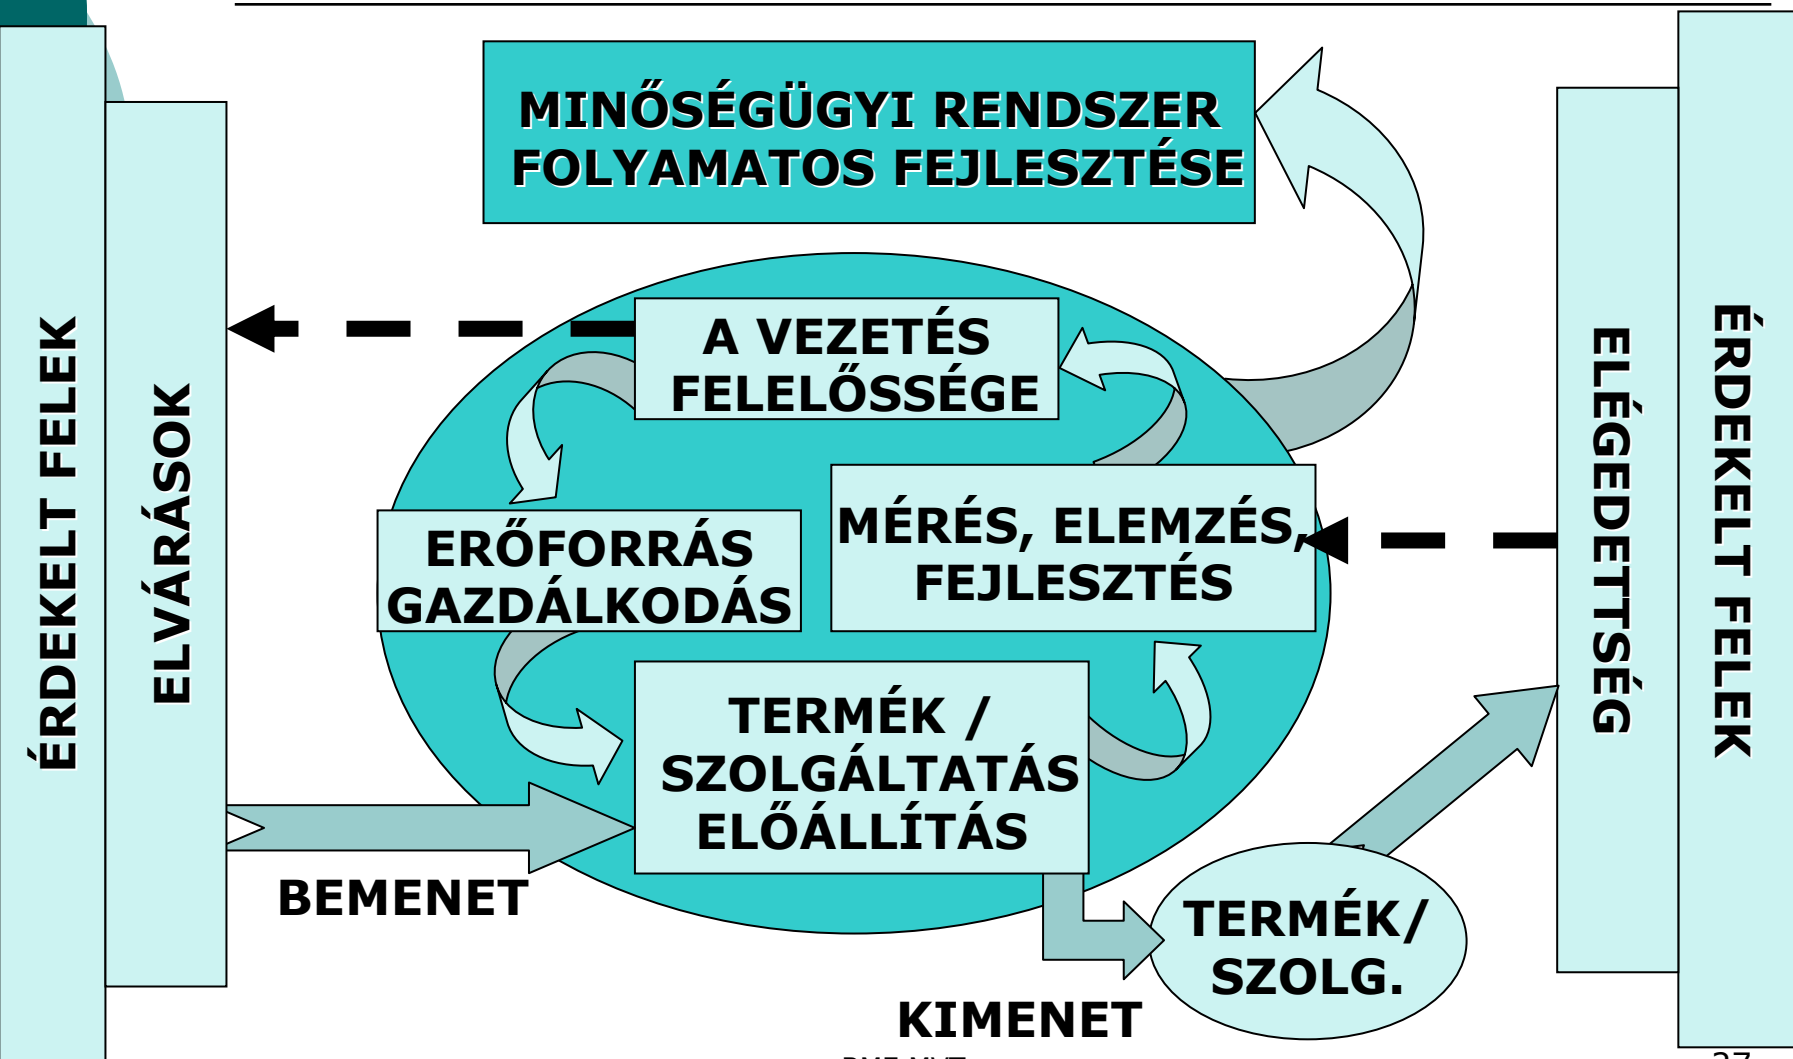 MINŐSÉGÜGYI RENDSZER
FOLYAMATOS FEJLESZTÉSE
ÉRDEKELT FELEK
ELVÁRÁSOK
A VEZETÉS
FELELŐSSÉGE
ERŐFORRÁS
GAZDÁLKODÁS
MÉRÉS, ELEMZÉS,
FEJLESZTÉS
TERMÉK /
SZOLGÁLTATÁS
ELŐÁLLÍTÁS
BEMENET
KIMENET
TERMÉK/
SZOLG.
ELÉGEDETTSÉG
ÉRDEKELT FELEK